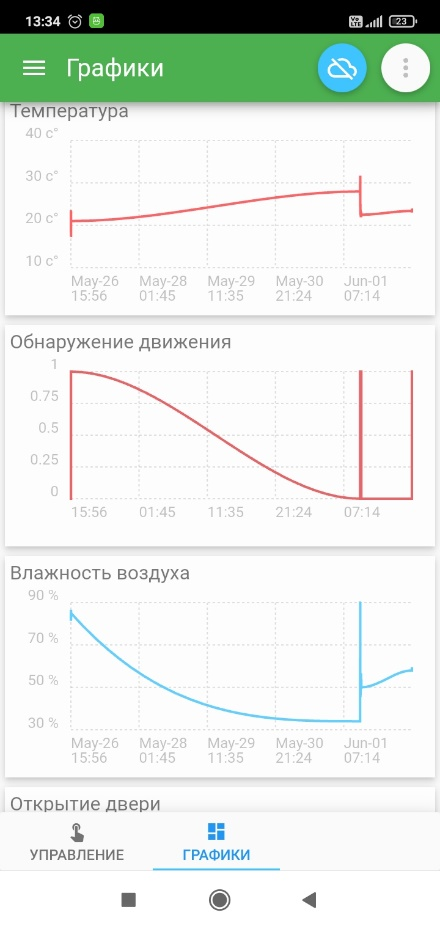 13:34
Vo LTE 23
Графики
Температура
40 c°
30 c°
20 c°
10 c°
May-26 May-28 May-29 May-30 Jun-01
15:56 01:45 11:35 21:24 07:14
Обнаружение движения
1
0.75
0.5
0.25
0
15:56 01:45 11:35 21:24 07:14
Влажность воздуха
90 %
70 %
50 %
30 %
May-26 May-28 May-29 May-30 Jun-01
15:56 01:45 11:35 21:24 07:14
Открытие двери
УПРАВЛЕНИЕ ГРАФИКИ